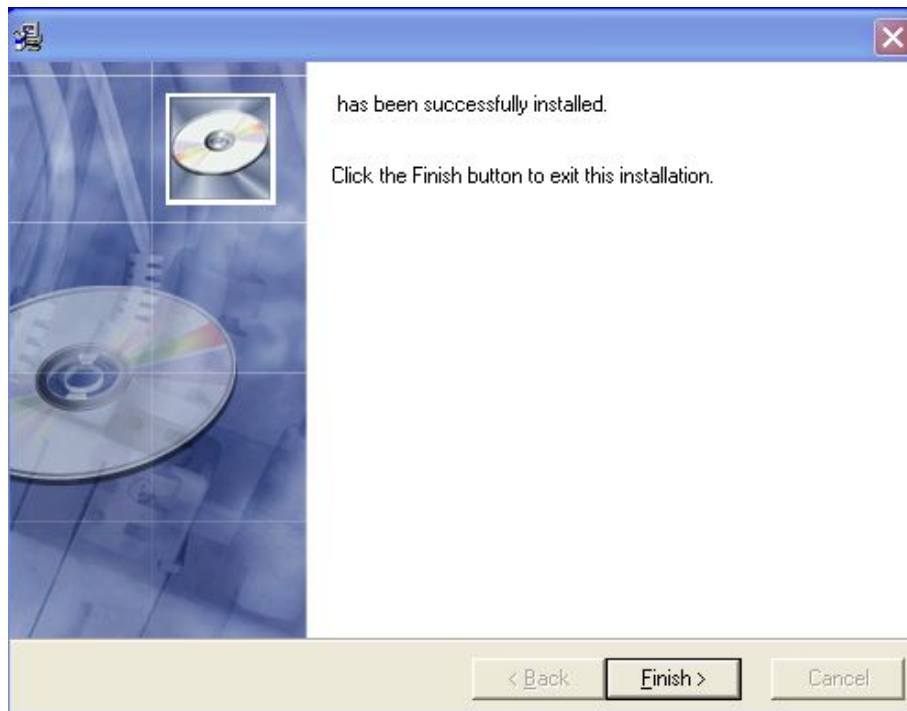 has been successfully installed.
Click the Finish button to exit this installation.
< Back Finish > Cancel